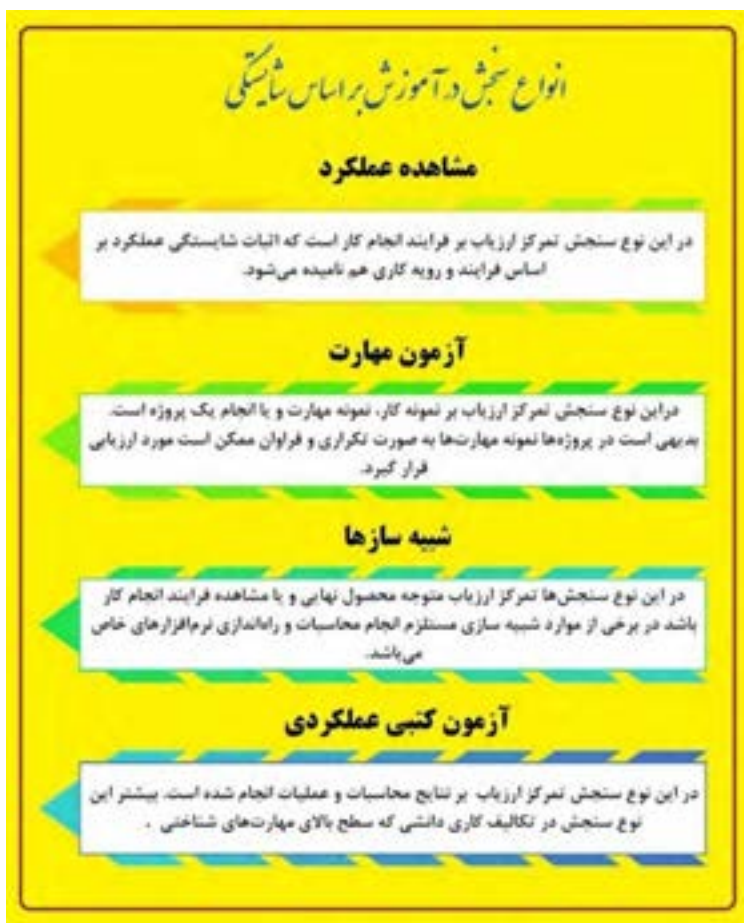 انواع سنجش در آموزش بر اساس شایستگی
مشاهده عملکرد
در این نوع سنجش تمرکز ارزیاب بر فرایند انجام کار است که اثبات شایستگی عملکرد بر
اساس فرایند و رویه کاری هم نامیده می‌شود.
آزمون مهارت
دراین نوع سنجش تمرکز ارزیاب بر نمونه کار، نمونه مهارت و یا انجام یک پروژه است.
بدیهی است در پروژه‌ها نمونه مهارت‌ها به صورت تکراری و فراوان ممکن است مورد ارزیابی
قرار گیرد.
شبیه سازها
در این نوع سنجش‌ها تمرکز ارزیاب متوجه محصول نهایی و یا مشاهده فرایند انجام کار
باشد در برخی از موارد شبیه سازی مستلزم انجام محاسبات و راه‌اندازی نرم‌افزارهای خاص
می‌باشد.
آزمون کتبی عملکردی
در این نوع سنجش تمرکز ارزیاب بر نتایج محاسبات و عملیات انجام شده است. بیشتر این
نوع سنجش در تکالیف کاری دانشی که سطح بالای مهارت‌های شناختی .